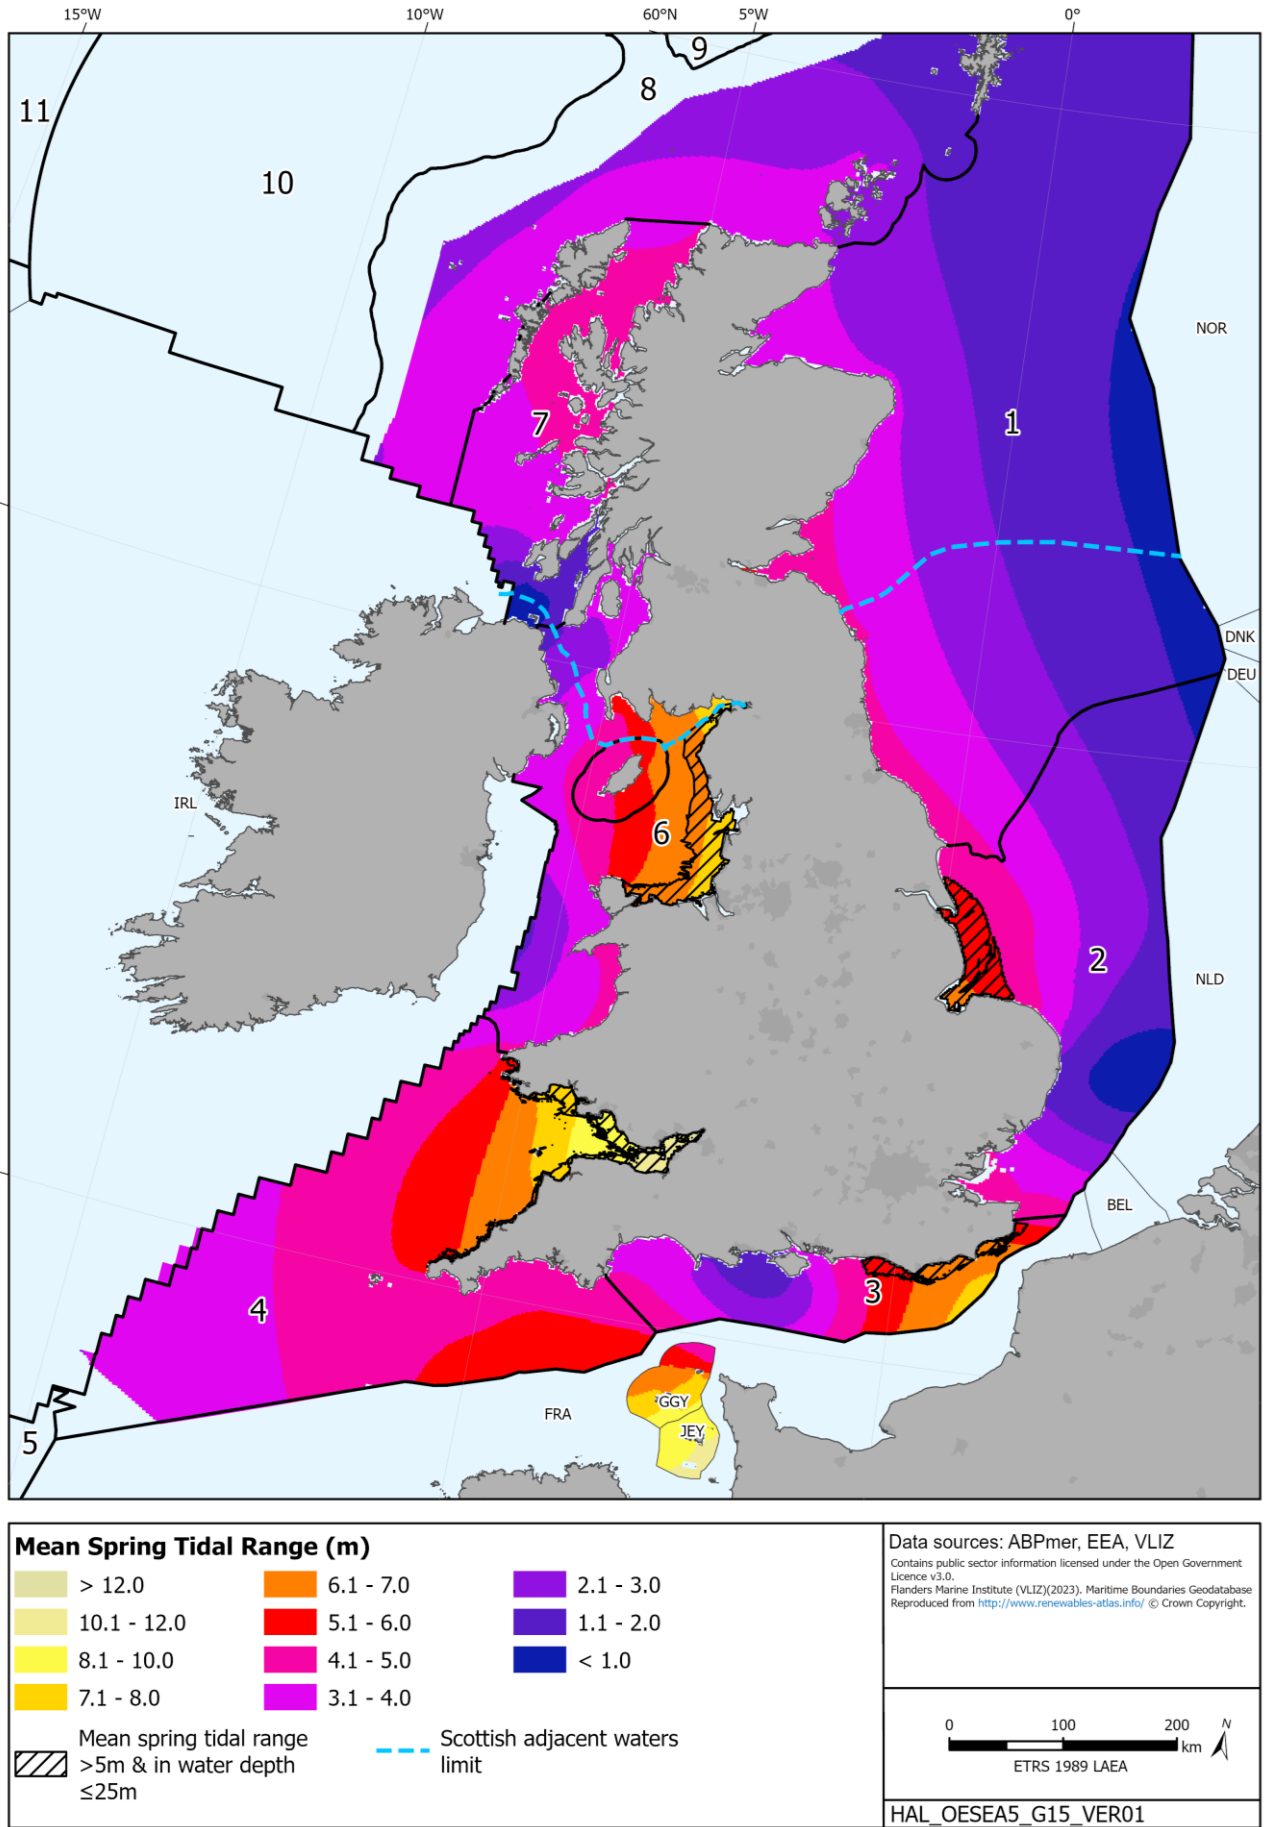 15°W
10°W
60°N
5°W
0°
9
8
11
10
NOR
1
7
DNK
DEU
IRL
6
2
NLD
BEL
3
4
GGY
FRA
JEY
5
Mean Spring Tidal Range (m)
> 12.0
10.1 - 12.0
8.1 - 10.0
7.1 - 8.0
6.1 - 7.0
5.1 - 6.0
4.1 - 5.0
3.1 - 4.0
2.1 - 3.0
1.1 - 2.0
< 1.0
Mean spring tidal range
>5m & in water depth
≤25m
Scottish adjacent waters
limit
Data sources: ABPmer, EEA, VLIZ
Contains public sector information licensed under the Open Government
Licence v3.0.
Flanders Marine Institute (VLIZ)(2023). Maritime Boundaries Geodatabase
Reproduced from http://www.renewables-atlas.info/ © Crown Copyright.
0 100 200
km
N
ETRS 1989 LAEA
HAL_OESEA5_G15_VER01